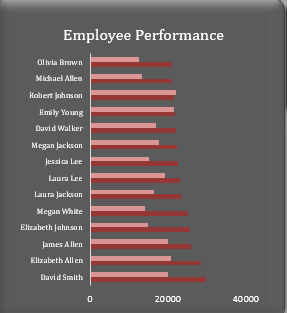 Employee Performance
Olivia Brown
Michael Allen
Robert Johnson
Emily Young
David Walker
Megan Jackson
Jessica Lee
Laura Lee
Laura Jackson
Megan White
Elizabeth Johnson
James Allen
Elizabeth Allen
David Smith
0 20000 40000